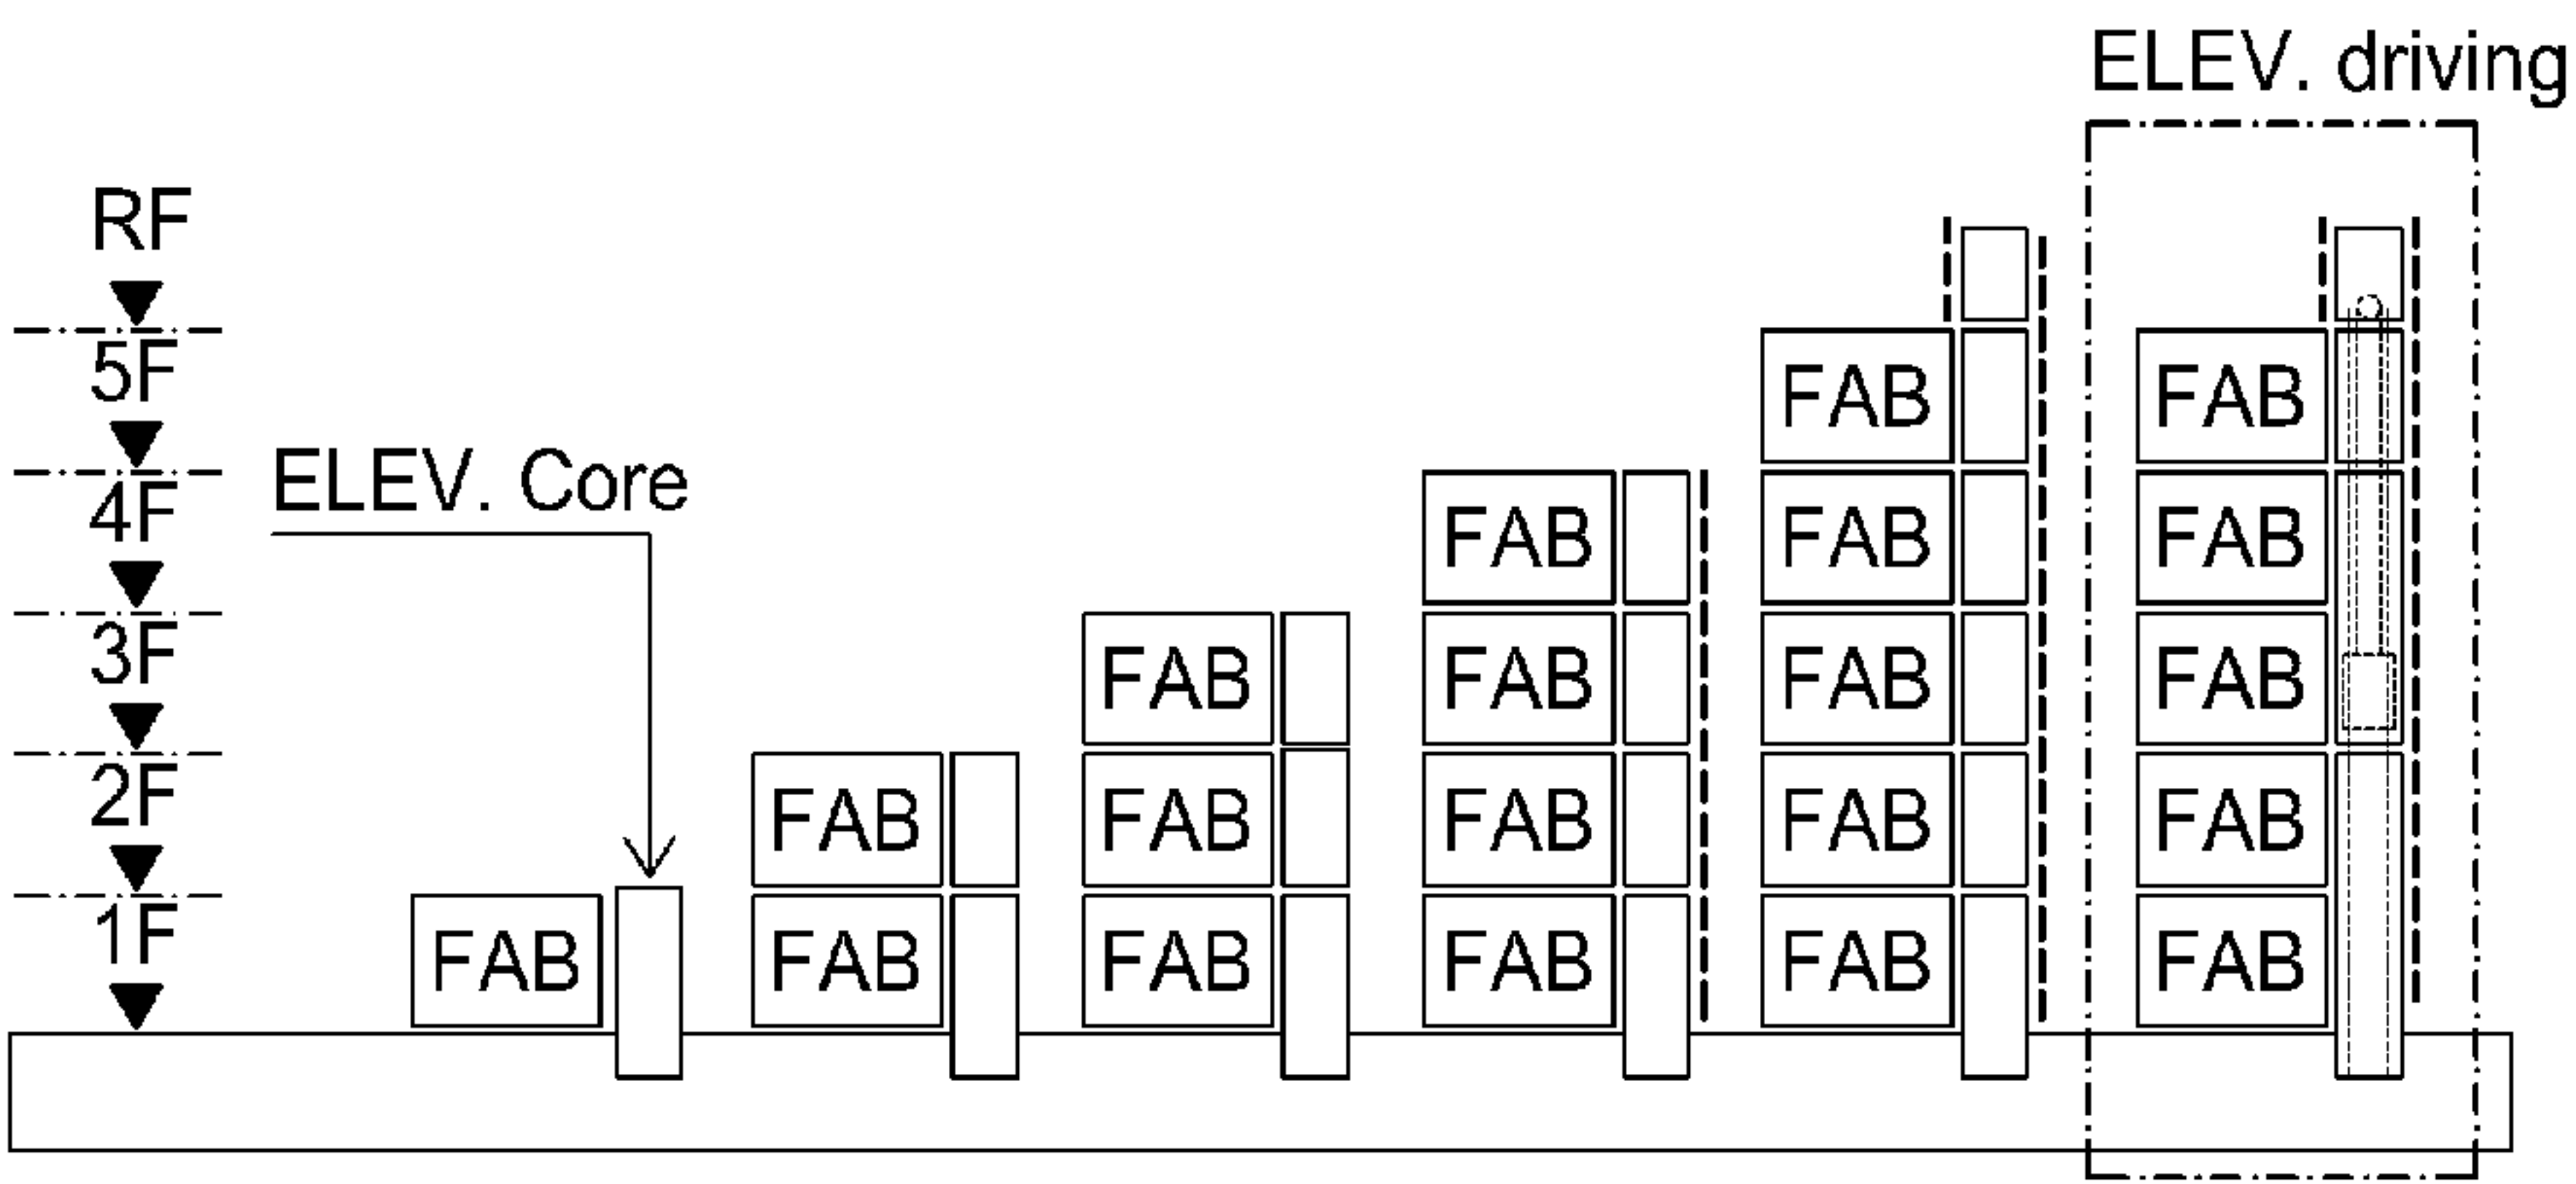 ELEV. driving
RF
5F
FAB FAB
ELEV. Core
4F
FAB FAB FAB
3F
FAB FAB FAB FAB
2F
FAB FAB FAB FAB FAB
1F
FAB FAB FAB FAB FAB FAB